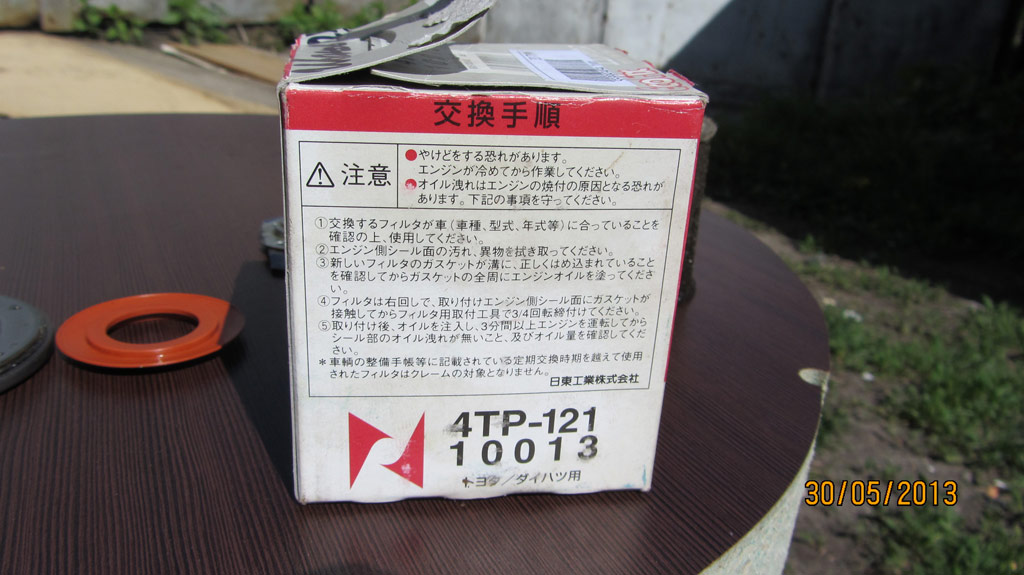 交換手順
注意
●やけどをする恐れがあります。
エンジンが冷めてから作業してください。
●オイル洩れはエンジンの焼付の原因となる恐れが
あります。下記の事項を守ってください。
①交換するフィルタが車(車種、型式、年式等)に合っていることを
確認の上、使用してください。
②エンジン側シール面の汚れ、異物を拭き取ってください。
③新しいフィルタのガスケットが溝に、正しくはめ込まれていること
を確認してからガスケットの全周にエンジンオイルを塗ってくださ
い。
④フィルタは右回しで、取り付けエンジン側シール面にガスケットが
接触してからフィルタ用取付工具で3/4回転締付けてください。
⑤取り付け後、オイルを注入し、3分間以上エンジンを運転してから
シール部のオイル洩れが無いこと、及びオイル量を確認してくだ
さい。
*車輌の整備手帳等に記載されている定期交換時期を越えて使用
されたフィルタはクレームの対象となりません。
日東工業株式会社
4TP-121
10013
トヨタ/ダイハツ用
30/05/2013